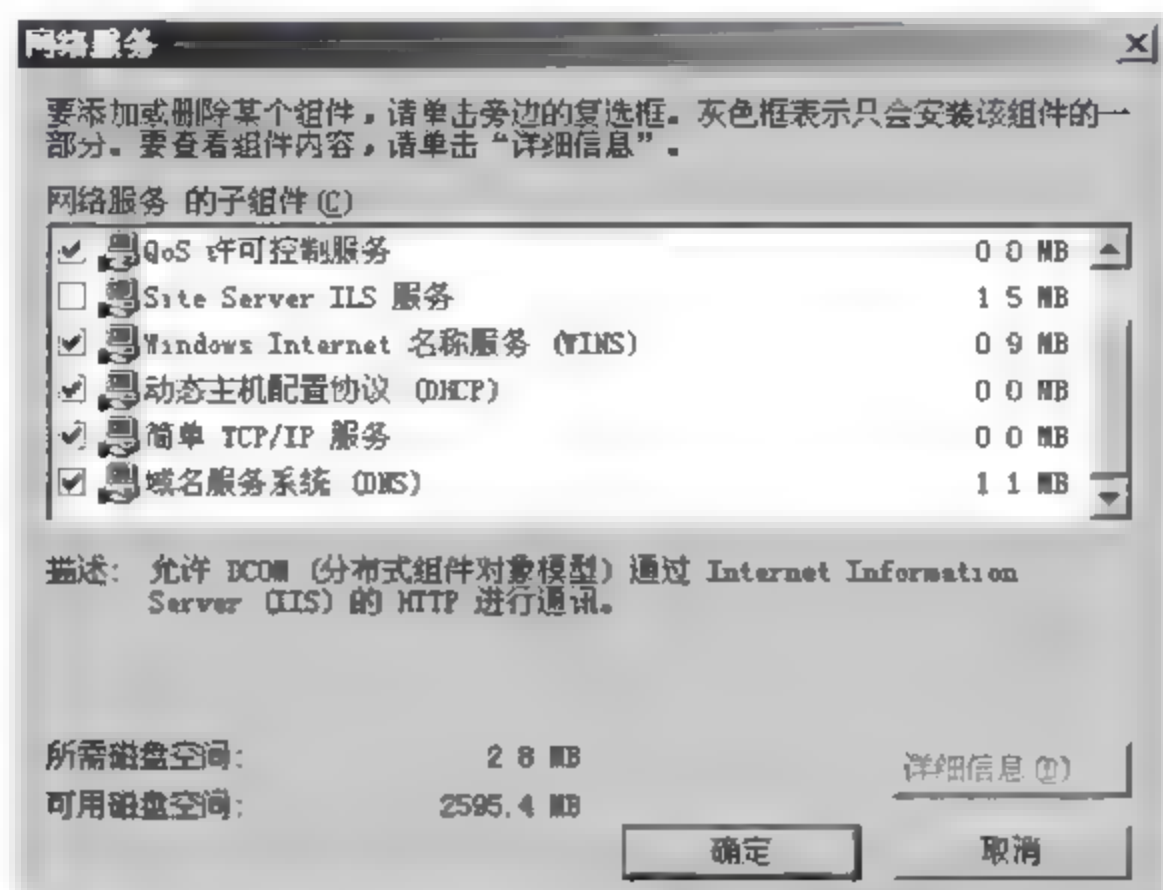 网络服务
要添加或删除某个组件，请单击旁边的复选框。灰色框表示只会安装该组件的一
部分。要查看组件内容，请单击“详细信息”。
网络服务 的子组件(C)
QoS 许可控制服务 0 0 MB
Site Server ILS 服务 1 5 MB
Windows Internet 名称服务 (WINS) 0 9 MB
动态主机配置协议 (DHCP) 0 0 MB
简单 TCP/IP 服务 0 0 MB
域名服务系统 (DNS) 1 1 MB
描述: 允许 DCOM (分布式组件对象模型) 通过 Internet Information
Server (IIS) 的 HTTP 进行通讯。
所需磁盘空间: 2 8 MB
详细信息(D)
可用磁盘空间: 2595.4 MB
确定 取消